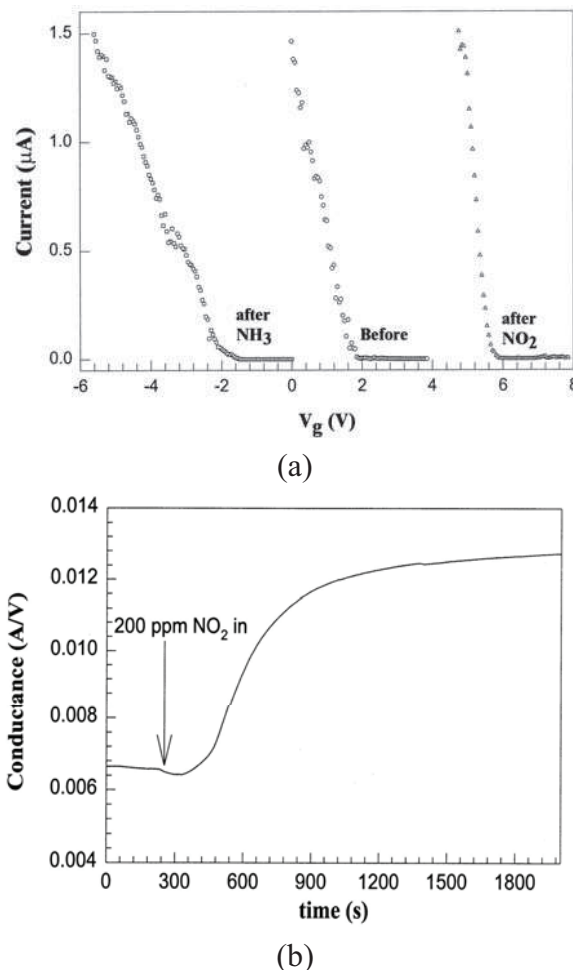 1.5
1.0
0.5
0.0
Current (μA)
after
NH3
Before
after
NO2
-6
-4
-2
0
2
4
6
8
Vg (V)
(a)
0.014
0.012
0.010
0.008
0.006
0.004
Conductance (A/V)
200 ppm NO2 in
0
300
600
900
1200
1500
1800
time (s)
(b)